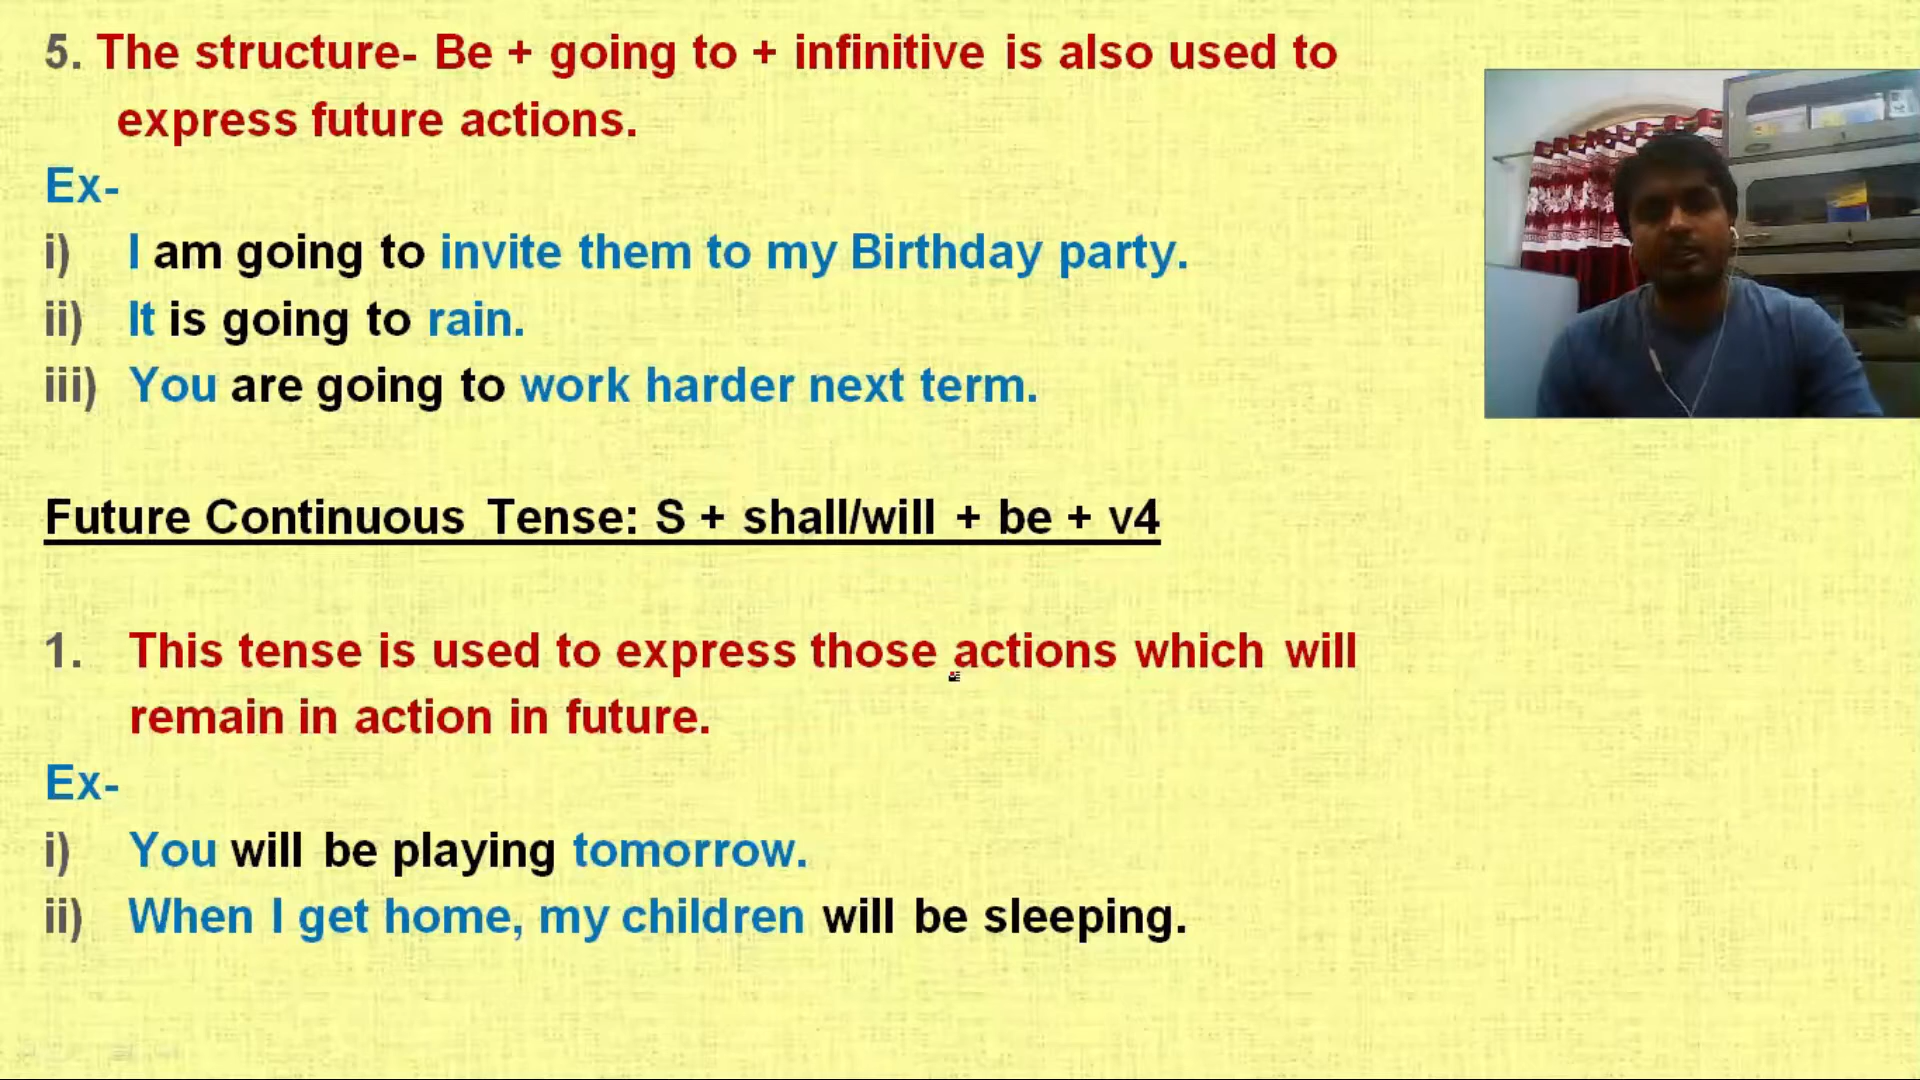 5. The structure- Be + going to + infinitive is also used to
express future actions.
Ex-
i) I am going to invite them to my Birthday party.
ii) It is going to rain.
iii) You are going to work harder next term.
Future Continuous Tense: S + shall/will + be + v4
1. This tense is used to express those actions which will
remain in action in future.
Ex-
i) You will be playing tomorrow.
ii) When I get home, my children will be sleeping.